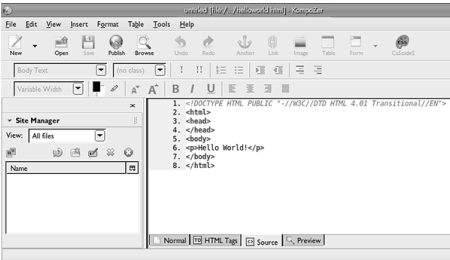 untitled [file:/.../helloworld.html] - KompoZer
File Edit View Insert Format Table Tools Help
New Open Save Publish Browse Undo Redo Anchor Link Image Table Form CaScadeS
Body Text (no class)
Variable Width B I U
Site Manager
View: All files
Name
1. <!DOCTYPE HTML PUBLIC "-//W3C//DTD HTML 4.01 Transitional//EN">
2. <html>
3. <head>
4. </head>
5. <body>
6. <p>Hello World!</p>
7. </body>
8. </html>
Normal HTML Tags Source Preview